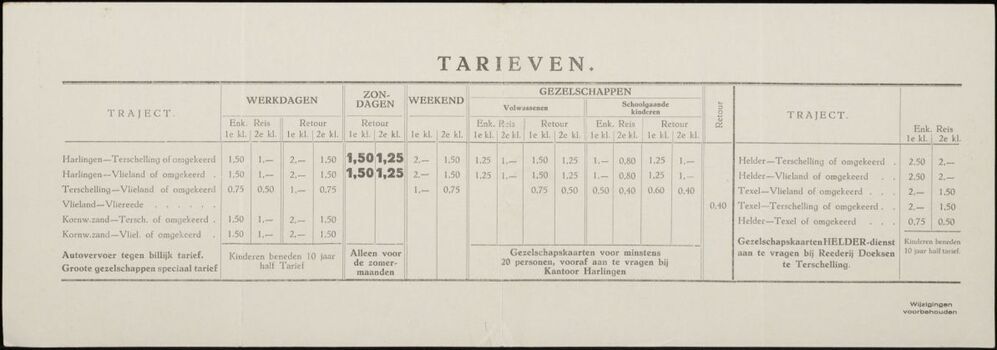 TARIEVEN.
TRAJECT.
WERKDAGEN
ZON-
DAGEN
WEEKEND
GEZELSCHAPPEN
Retour
TRAJECT.
Volwassenen
Schoolgaande
kinderen
Enk. Reis Retour Retour Enk. Reis Retour Enk. Reis Retour Enk. Reis
1e kl. 2e kl. 1e kl. 2e kl. 1e kl. 2e kl. 1e kl. 2e kl. 1e kl. 2e kl. 1e kl. 2e kl. 1e kl. 2e kl. 1e kl. 2e kl. 1e kl. 2e kl.
Harlingen—Terschelling of omgekeerd 1,50 1.— 2,— 1,50 1,50 1,25 2,— 1,50 1.25 1,— 1,50 1,25 1.— 0,80 1,25 1,— Helder—Terschelling of omgekeerd . 2.50 2.—
Harlingen—Vlieland of omgekeerd . 1,50 1.— 2,— 1,50 1,50 1,25 2,— 1,50 1,25 1,— 1,50 1,25 1,— 0,80 1,25 1,— Helder—Vlieland of omgekeerd . . 2.50 2.—
Terschelling—Vlieland of omgekeerd 0,75 0,50 1,— 0,75 1,— 0,75 0,75 0,50 0,50 0,40 0,60 0,40 Texel—Vlieland of omgekeerd . . 2.— 1,50
Vlieland—Vliereede . . . . . . 0,40 Texel—Terschelling of omgekeerd . . 2.— 1,50
Kornw.zand—Tersch. of omgekeerd . 1,50 1,— 2,— 1,50 Helder—Texel of omgekeerd . . . 0,75 0,50
Kornw.zand—Vliel. of omgekeerd . 1,50 1,— 2,— 1,50
Autovervoer tegen billijk tarief.
Groote gezelschappen speciaal tarief
Kinderen beneden 10 jaar
half Tarief
Alleen voor
de zomer-
maanden
Gezelschapskaarten voor minstens
20 personen, vooraf aan te vragen bij
Kantoor Harlingen
Gezelschapskaarten HELDER-dienst
aan te vragen bij Reederij Doeksen
te Terschelling.
Kinderen beneden
10 jaar half tarief.
Wijzigingen
voorbehouden